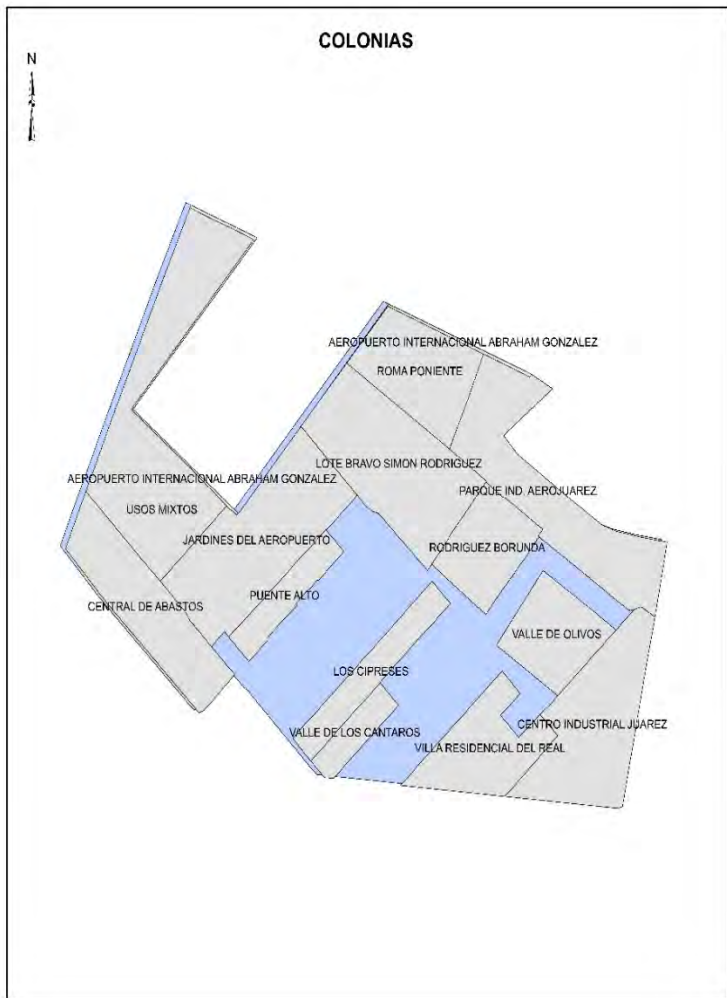 COLONIAS
N
AEROPUERTO INTERNACIONAL ABRAHAM GONZALEZ
ROMA PONIENTE
LOTE BRAVO SIMON RODRIGUEZ
AEROPUERTO INTERNACIONAL ABRAHAM GONZALEZ
PARQUE IND. AEROJUAREZ
USOS MIXTOS
JARDINES DEL AEROPUERTO
RODRIGUEZ BORUNDA
PUENTE ALTO
CENTRAL DE ABASTOS
VALLE DE OLIVOS
LOS CIPRESES
CENTRO INDUSTRIAL JUAREZ
VALLE DE LOS CANTAROS
VILLA RESIDENCIAL DEL REAL